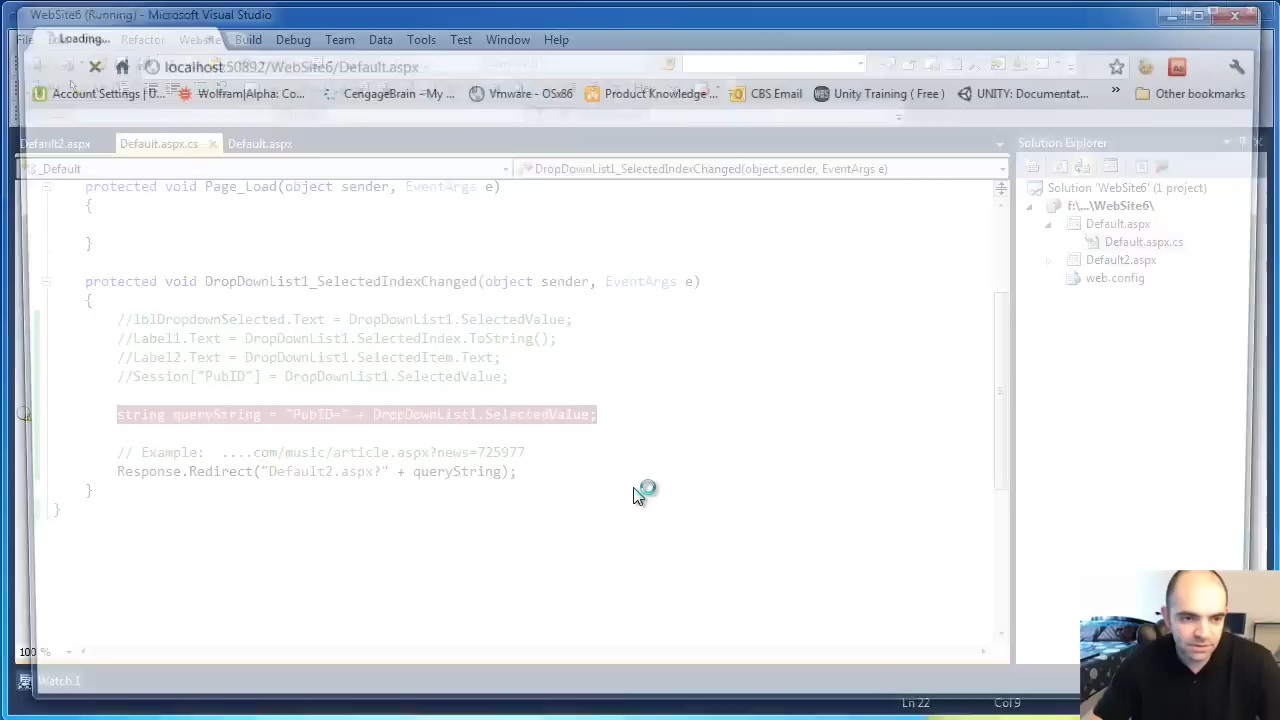 WebSite6 (Running) - Microsoft Visual Studio
Loading...
File Refactor Website Build Debug Team Data Tools Test Window Help
localhost:50892/WebSite6/Default.aspx
Account Settings | U... Wolfram|Alpha: Co... CengageBrain - My ... Vmware - OSx86 Product Knowledge ... CBS Email Unity Training ( Free ) UNITY: Documentat... » Other bookmarks
Default2.aspx Default.aspx.cs Default.aspx
Solution Explorer
_Default
DropDownList1_SelectedIndexChanged(object sender, EventArgs e)
Solution 'WebSite6' (1 project)
f:\...\WebSite6\
Default.aspx
Default.aspx.cs
Default2.aspx
web.config
protected void Page_Load(object sender, EventArgs e)
{
}
protected void DropDownList1_SelectedIndexChanged(object sender, EventArgs e)
{
//lblDropdownSelected.Text = DropDownList1.SelectedValue;
//Label1.Text = DropDownList1.SelectedIndex.ToString();
//Label2.Text = DropDownList1.SelectedItem.Text;
//Session["PubID"] = DropDownList1.SelectedValue;
string queryString = "PubID=" + DropDownList1.SelectedValue;
// Example: ....com/music/article.aspx?news=725977
Response.Redirect("Default2.aspx?" + queryString);
}
}
100 %
Watch 1
Ln 22 Col 9